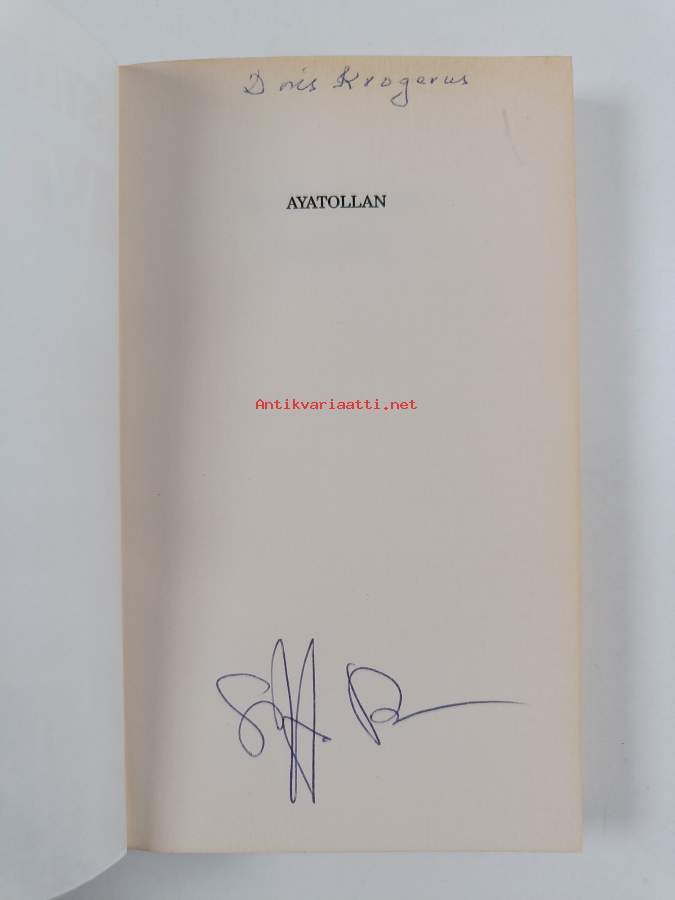 Doris Krogerus
AYATOLLAN
Antikvariaatti.net